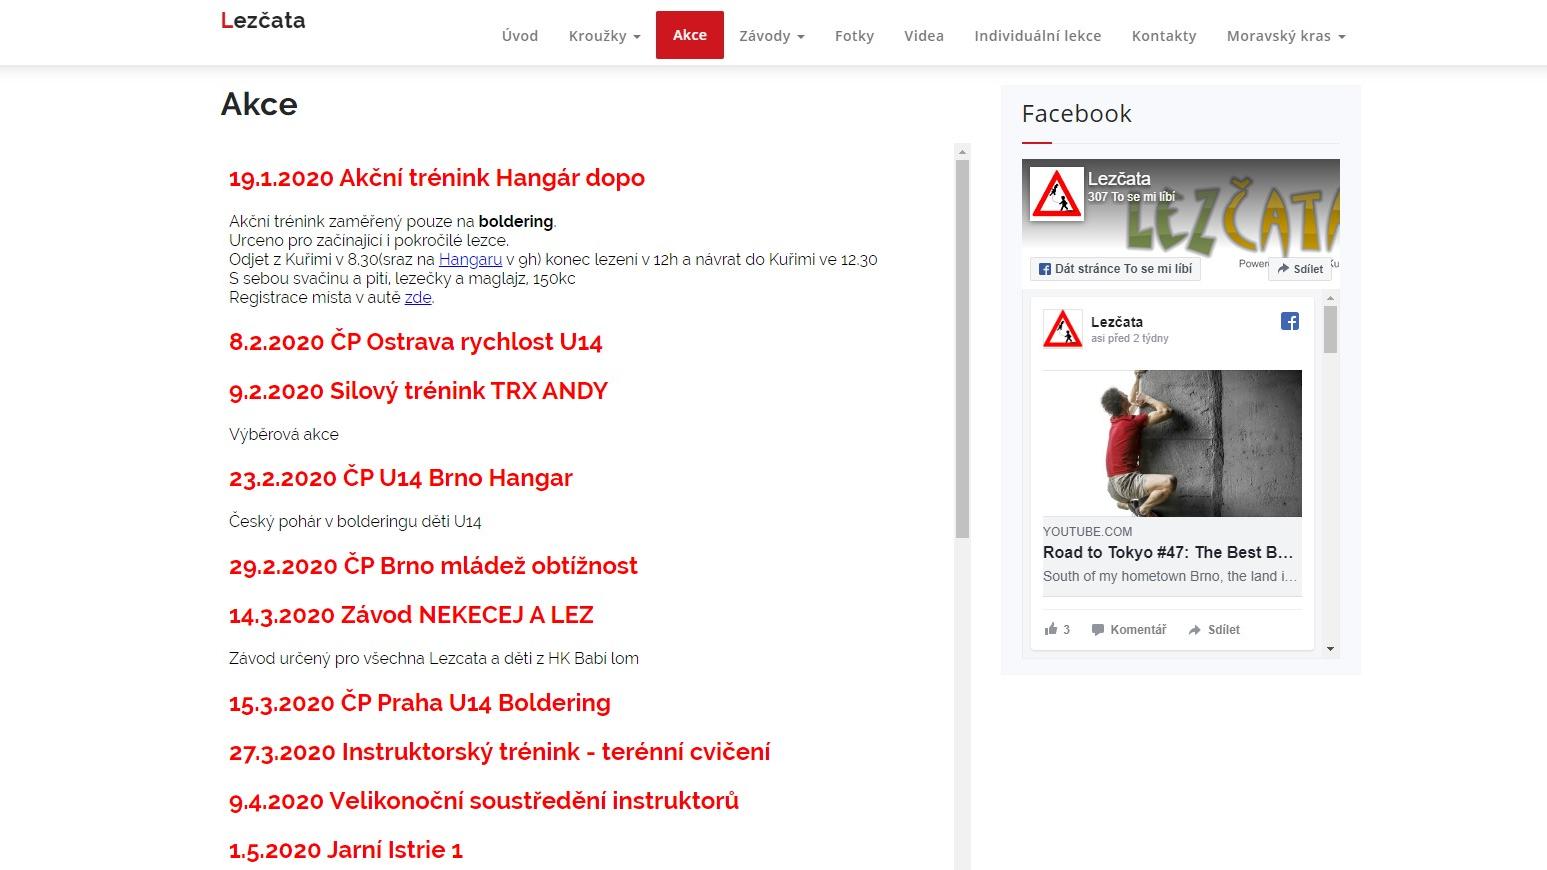 Lezčata
Úvod
Kroužky
Akce
Závody
Fotky
Videa
Individuální lekce
Kontakty
Moravský kras
Akce
19.1.2020 Akční trénink Hangár dopo
Akční trénink zaměřený pouze na boldering.
Urceno pro začínající i pokročilé lezce.
Odjet z Kuřimi v 8.30(sraz na Hangaru v 9h) konec lezení v 12h a návrat do Kuřimi ve 12.30
S sebou svačinu a pití, lezečky a maglajz, 150kc
Registrace místa v autě zde.
8.2.2020 ČP Ostrava rychlost U14
9.2.2020 Silový trénink TRX ANDY
Výběrová akce
23.2.2020 ČP U14 Brno Hangar
Český pohár v bolderingu děti U14
29.2.2020 ČP Brno mládež obtížnost
14.3.2020 Závod NEKECEJ A LEZ
Závod určený pro všechna Lezcata a děti z HK Babí lom
15.3.2020 ČP Praha U14 Boldering
27.3.2020 Instruktorský trénink - terénní cvičení
9.4.2020 Velikonoční soustředění instruktorů
1.5.2020 Jarní Istrie 1
Facebook
Lezčata
307 To se mi líbí
LEZČATA
Dát stránce To se mi líbí
Sdílet
Lezčata
asi před 2 týdny
YOUTUBE.COM
Road to Tokyo #47: The Best B...
South of my hometown Brno, the land i...
3
Komentář
Sdílet